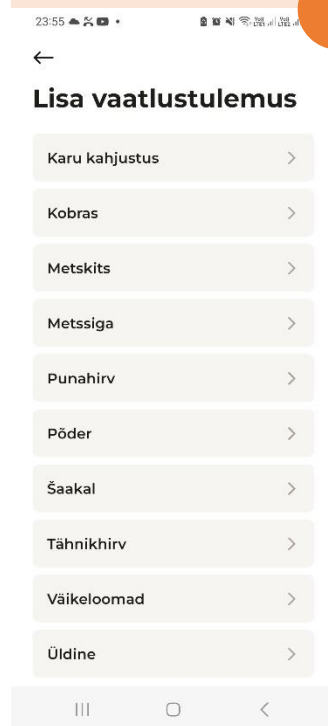 23:55
Lisa vaatlustulemus
Karu kahjustus
Kobras
Metskits
Metssiga
Punahirv
Põder
Šaakal
Tähnikhirv
Väikeloomad
Üldine